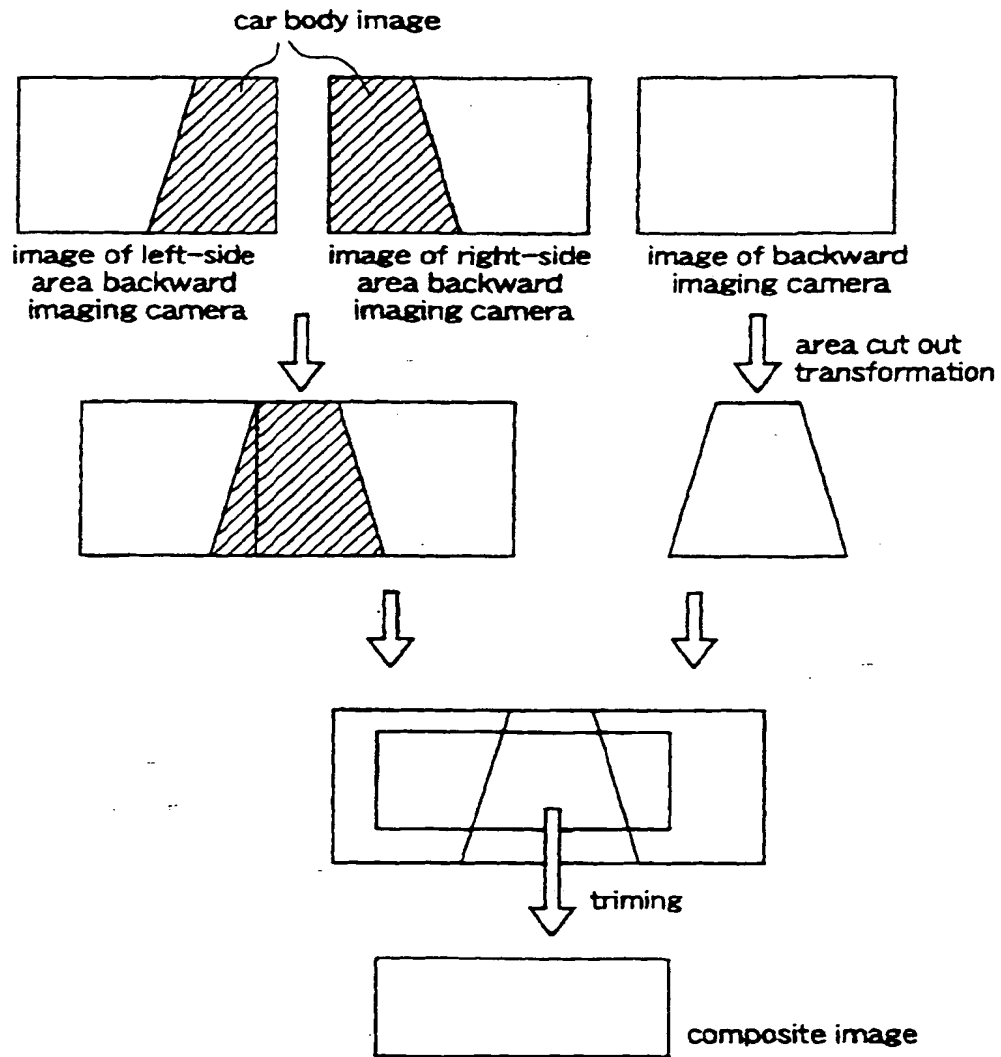 car body image
image of left-side
area backward
imaging camera
image of right-side
area backward
imaging camera
image of backward
imaging camera
area cut out
transformation
triming
composite image